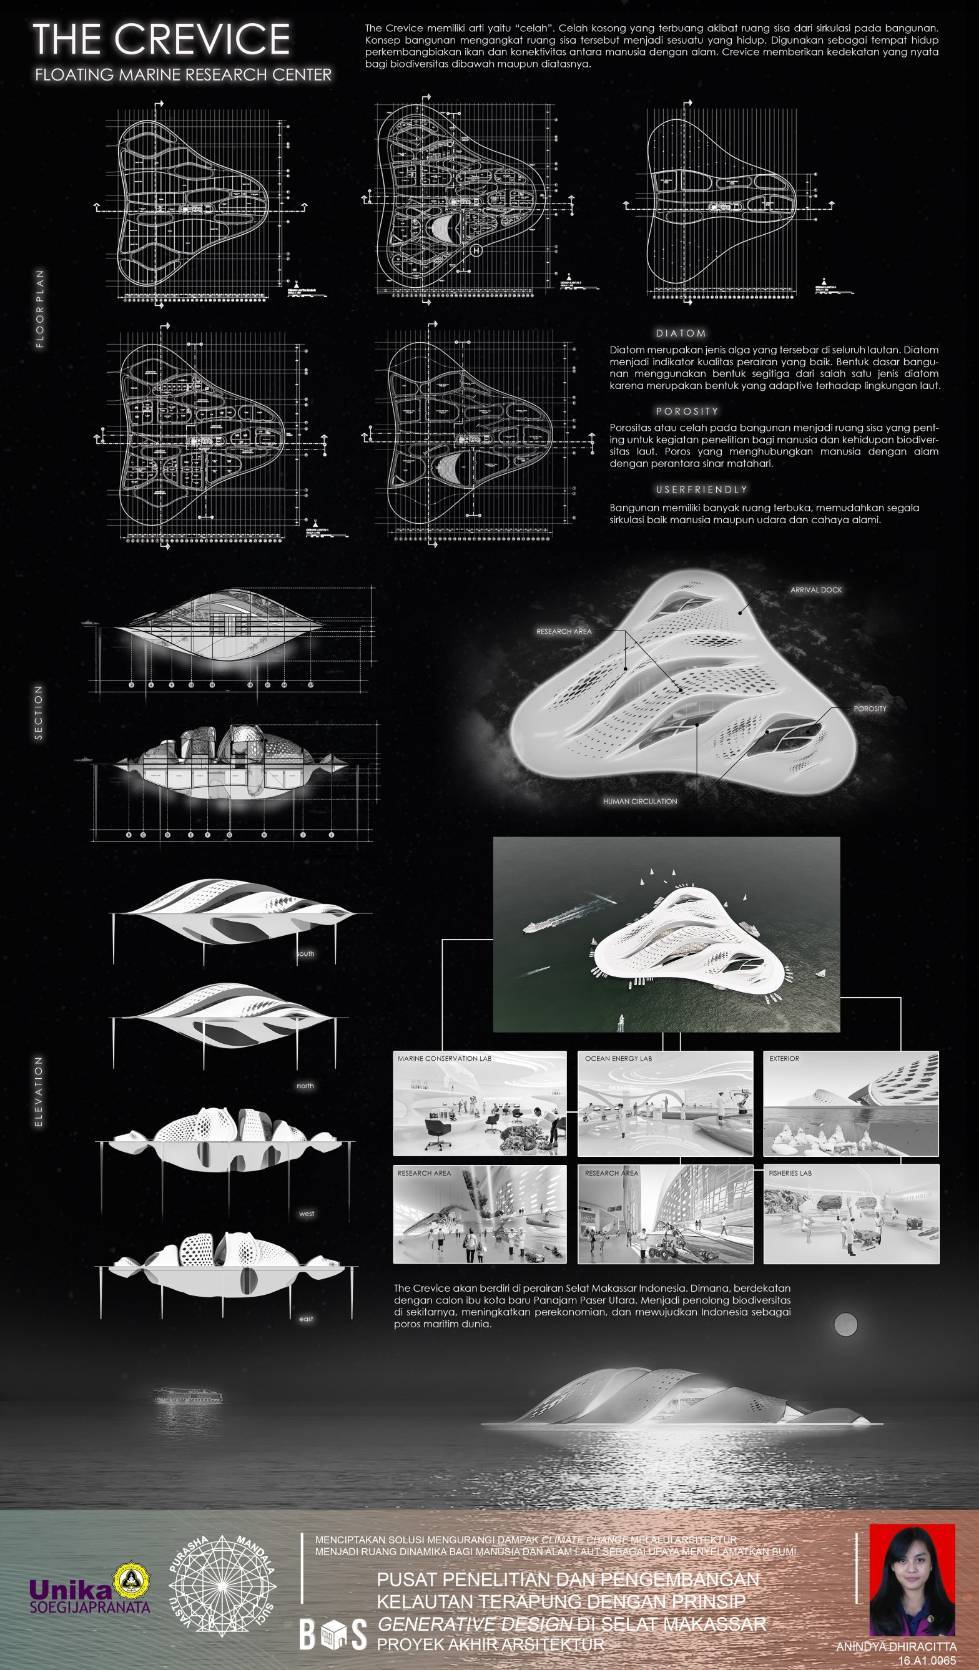 THE CREVICE
FLOATING MARINE RESEARCH CENTER
The Crevice memiliki arti yaitu “celah”. Celah kosong yang terbuang akibat ruang sisa dari sirkulasi pada bangunan.
Konsep bangunan mengangkat ruang sisa tersebut menjadi sesuatu yang hidup. Digunakan sebagai tempat hidup
perkembangbiakan ikan dan konektivitas antara manusia dengan alam. Crevice memberikan kedekatan yang nyata
bagi biodiversitas dibawah maupun diatasnya.
FLOORPLAN
H
DIATOM
Diatom merupakan jenis alga yang tersebar di seluruh lautan. Diatom
menjadi indikator kualitas perairan yang baik. Bentuk dasar bangu-
nan menggunakan bentuk segitiga dari salah satu jenis diatom
karena merupakan bentuk yang adaptive terhadap lingkungan laut.
POROSITY
Porositas atau celah pada bangunan menjadi ruang sisa yang pent-
ing untuk kegiatan penelitian bagi manusia dan kehidupan biodiver-
sitas laut. Poros yang menghubungkan manusia dengan alam
dengan perantara sinar matahari.
USERFRIENDLY
Bangunan memiliki banyak ruang terbuka, memudahkan segala
sirkulasi baik manusia maupun udara dan cahaya alami.
SECTION
ARRIVAL DOCK
RESEARCH AREA
POROSITY
HUMAN CIRCULATION
ELEVATION
south
north
west
east
MARINE CONSERVATION LAB
OCEAN ENERGY LAB
EXTERIOR
RESEARCH AREA
RESEARCH AREA
FISHERIES LAB
The Crevice akan berdiri di perairan Selat Makassar Indonesia. Dimana, berdekatan
dengan calon ibu kota baru Panajam Paser Utara. Menjadi penolong biodiversitas
di sekitarnya, meningkatkan perekonomian, dan mewujudkan Indonesia sebagai
poros maritim dunia.
Unika
SOEGIJAPRANATA
VASTU PURASHA MANDALA SUCI
MENCIPTAKAN SOLUSI MENGURANGI DAMPAK CLIMATE CHANGE MELALUI ARSITEKTUR
MENJADI RUANG DINAMIKA BAGI MANUSIA DAN ALAM LAUT SEBAGAI UPAYA MENYELAMATKAN BUMI
BOS
PUSAT PENELITIAN DAN PENGEMBANGAN
KELAUTAN TERAPUNG DENGAN PRINSIP
GENERATIVE DESIGN DI SELAT MAKASSAR
PROYEK AKHIR ARSITEKTUR
ANINDYA DHIRACITTA
16.A1.0065